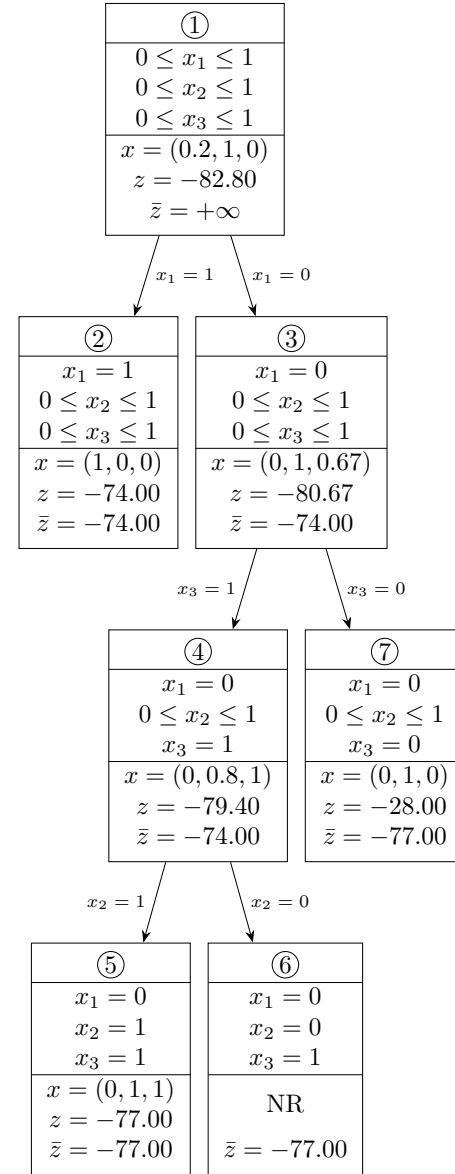 ①
0 ≤ x₁ ≤ 1
0 ≤ x₂ ≤ 1
0 ≤ x₃ ≤ 1
x = (0.2, 1, 0)
z = −82.80
z̄ = +∞
x₁ = 1
x₁ = 0
②
x₁ = 1
0 ≤ x₂ ≤ 1
0 ≤ x₃ ≤ 1
x = (1, 0, 0)
z = −74.00
z̄ = −74.00
③
x₁ = 0
0 ≤ x₂ ≤ 1
0 ≤ x₃ ≤ 1
x = (0, 1, 0.67)
z = −80.67
z̄ = −74.00
x₃ = 1
x₃ = 0
④
x₁ = 0
0 ≤ x₂ ≤ 1
x₃ = 1
x = (0, 0.8, 1)
z = −79.40
z̄ = −74.00
⑦
x₁ = 0
0 ≤ x₂ ≤ 1
x₃ = 0
x = (0, 1, 0)
z = −28.00
z̄ = −77.00
x₂ = 1
x₂ = 0
⑤
x₁ = 0
x₂ = 1
x₃ = 1
x = (0, 1, 1)
z = −77.00
z̄ = −77.00
⑥
x₁ = 0
x₂ = 0
x₃ = 1
NR
z̄ = −77.00